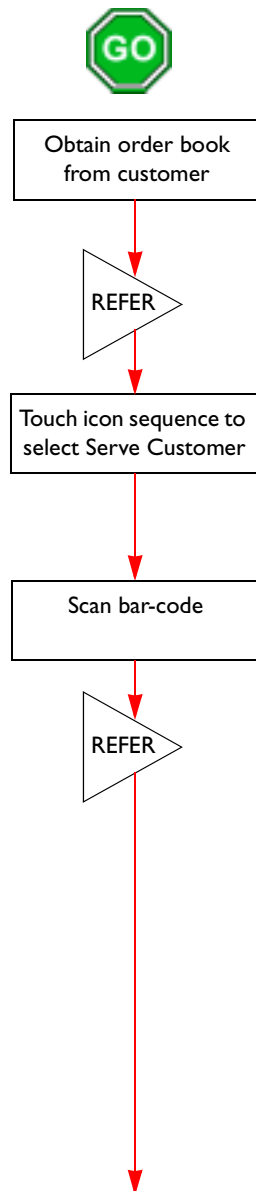 GO
Obtain order book
from customer
REFER
Touch icon sequence to
select Serve Customer
Scan bar-code
REFER